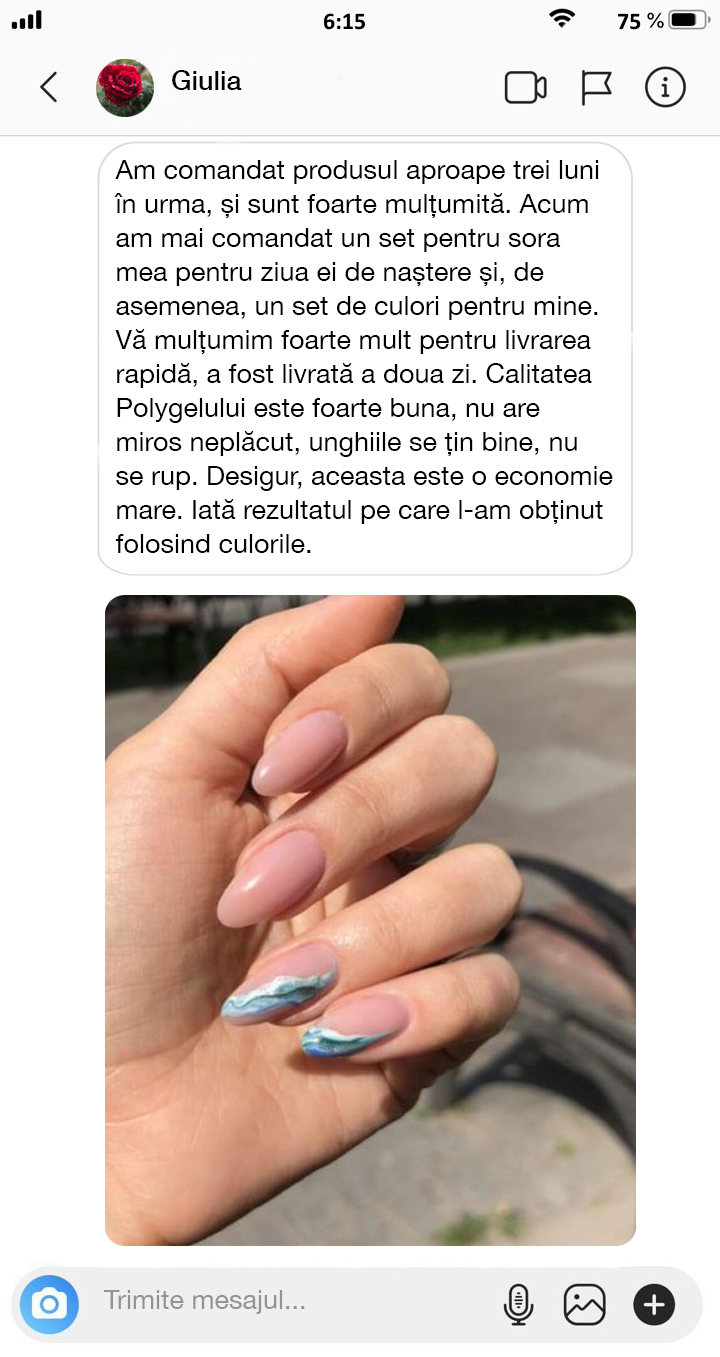 6:15
75 %
Giulia
Am comandat produsul aproape trei luni
în urma, și sunt foarte mulțumită. Acum
am mai comandat un set pentru sora
mea pentru ziua ei de naștere și, de
asemenea, un set de culori pentru mine.
Vă mulțumim foarte mult pentru livrarea
rapidă, a fost livrată a doua zi. Calitatea
Polygelului este foarte buna, nu are
miros neplăcut, unghiile se țin bine, nu
se rup. Desigur, aceasta este o economie
mare. Iată rezultatul pe care l-am obținut
folosind culorile.
Trimite mesajul...